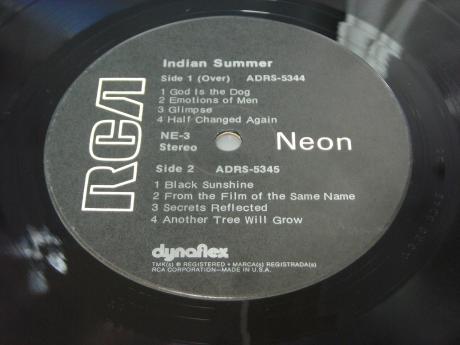 RCA
Indian Summer
Side 1 (Over) ADRS-5344
1 God Is the Dog
2 Emotions of Men
3 Glimpse
4 Half Changed Again
NE-3
Stereo
Neon
Side 2 ADRS-5345
1 Black Sunshine
2 From the Film of the Same Name
3 Secrets Reflected
4 Another Tree Will Grow
dynaflex
TMK(s) ® REGISTERED • MARCA(s) REGISTRADA(s)
RCA CORPORATION—MADE IN U.S.A.